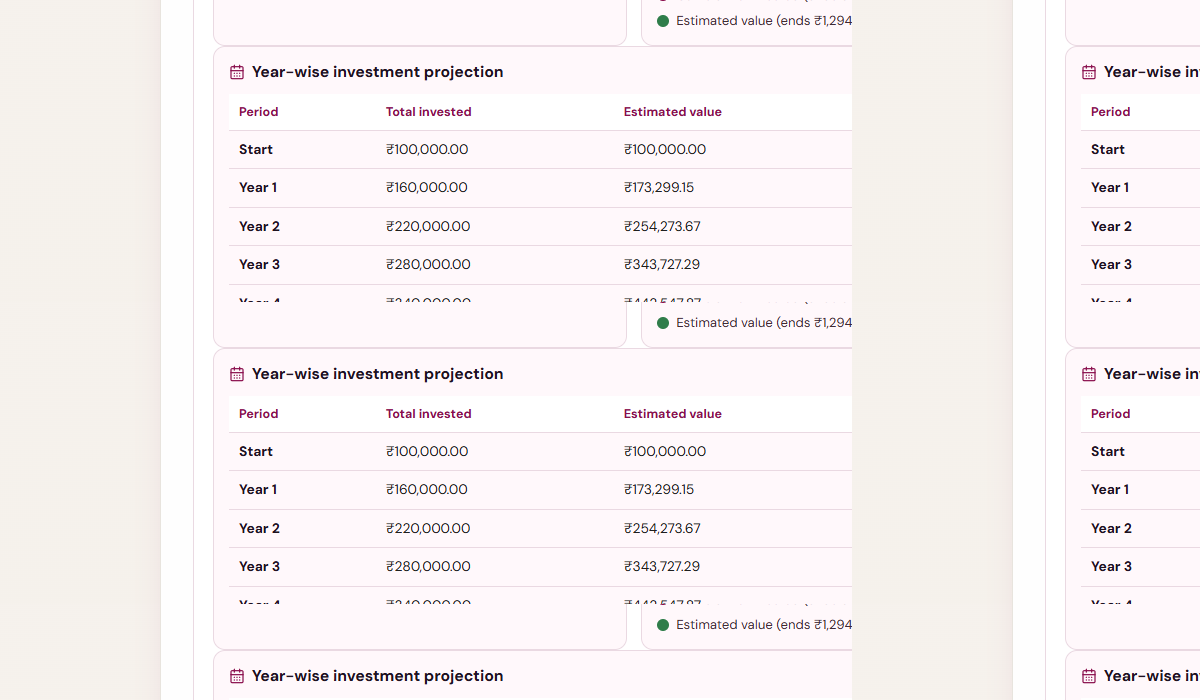 Estimated value (ends ₹1,294
Year-wise investment projection
Year-wise in
Period Total invested Estimated value
Period
Start ₹100,000.00 ₹100,000.00
Start
Year 1 ₹160,000.00 ₹173,299.15
Year 1
Year 2 ₹220,000.00 ₹254,273.67
Year 2
Year 3 ₹280,000.00 ₹343,727.29
Year 3
Estimated value (ends ₹1,294
Year-wise investment projection
Year-wise in
Period Total invested Estimated value
Period
Start ₹100,000.00 ₹100,000.00
Start
Year 1 ₹160,000.00 ₹173,299.15
Year 1
Year 2 ₹220,000.00 ₹254,273.67
Year 2
Year 3 ₹280,000.00 ₹343,727.29
Year 3
Estimated value (ends ₹1,294
Year-wise investment projection
Year-wise in